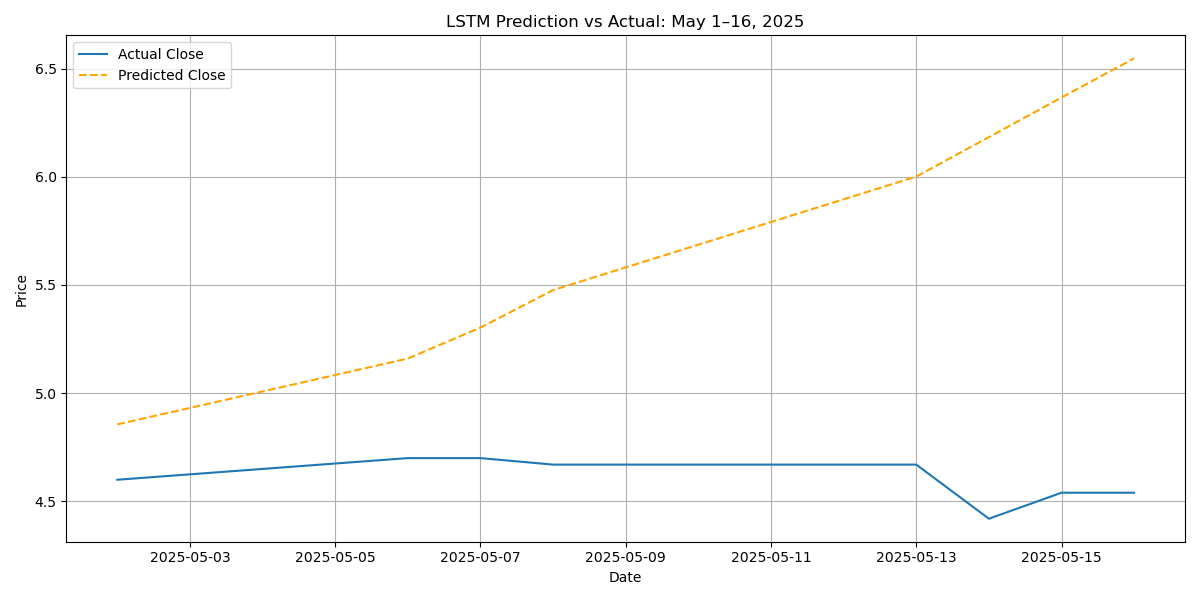 LSTM Prediction vs Actual: May 1–16, 2025
Actual Close
Predicted Close
6.5
6.0
5.5
5.0
4.5
Price
2025-05-03 2025-05-05 2025-05-07 2025-05-09 2025-05-11 2025-05-13 2025-05-15
Date